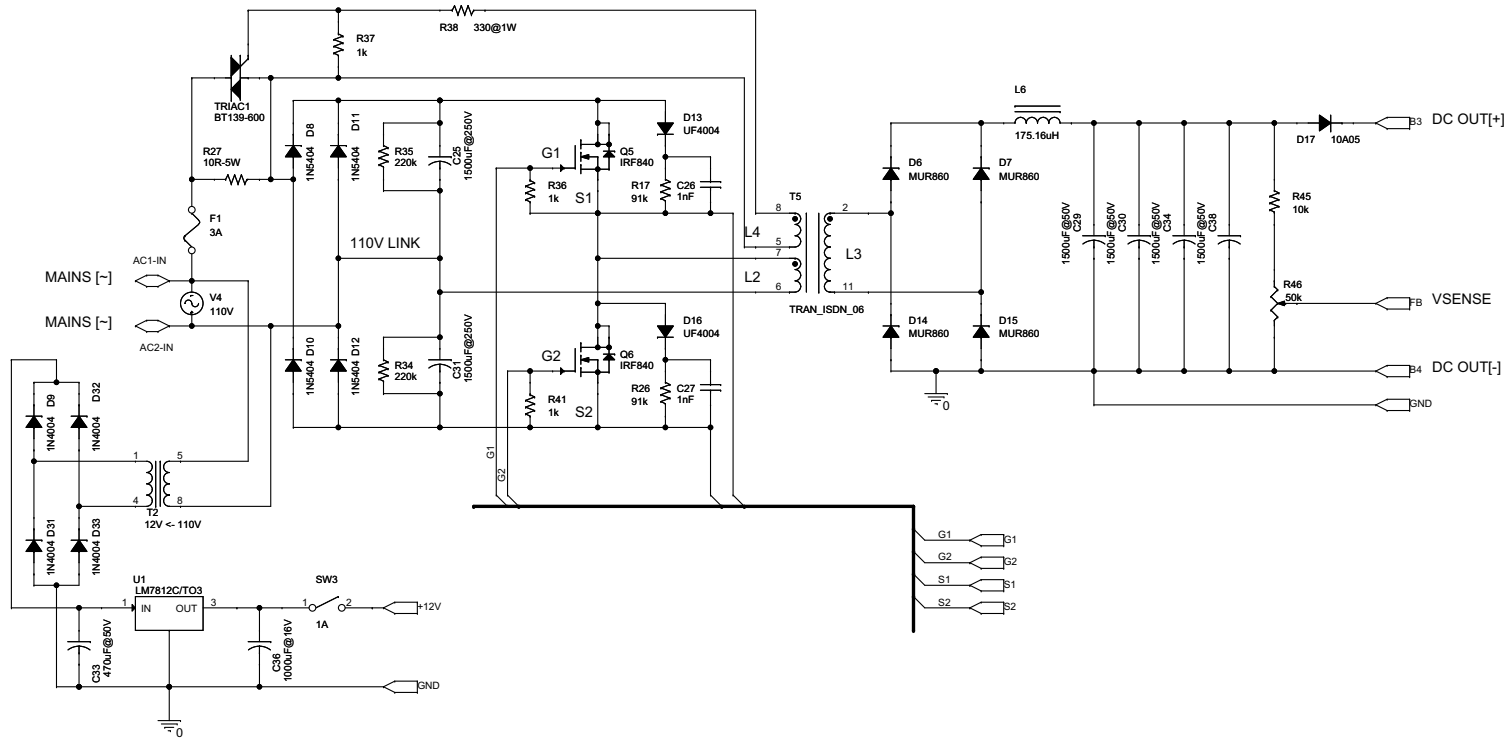 R38 330@1W
R37
1k
TRIAC1
BT139-600
R27
10R-5W
F1
3A
MAINS [~]
AC1-IN
V4
110V
MAINS [~]
AC2-IN
D8
1N5404
D11
1N5404
D10
1N5404
D12
1N5404
R35
220k
C25
1500uF@250V
110V LINK
R34
220k
C31
1500uF@250V
G1
R36
1k
Q5
IRF840
S1
D13
UF4004
R17
91k
C26
1nF
G2
R41
1k
Q6
IRF840
S2
D16
UF4004
R26
91k
C27
1nF
L4
L2
T5
8
5
7
6
2
11
L3
TRAN_ISDN_06
D6
MUR860
D7
MUR860
D14
MUR860
D15
MUR860
0
L6
175.16uH
1500uF@50V
C29
1500uF@50V
C30
1500uF@50V
C34
1500uF@50V
C38
R45
10k
R46
50k
D17 10A05
B3 DC OUT[+]
FB VSENSE
B4 DC OUT[-]
GND
D9
1N4004
D32
1N4004
D31
1N4004
D33
1N4004
1
4
5
8
T2
12V <- 110V
U1
LM7812C/TO3
1 IN OUT 3
C33
470uF@50V
C36
1000uF@16V
SW3
1 2
1A
+12V
GND
0
G1
G2
G1 G1
G2 G2
S1 S1
S2 S2